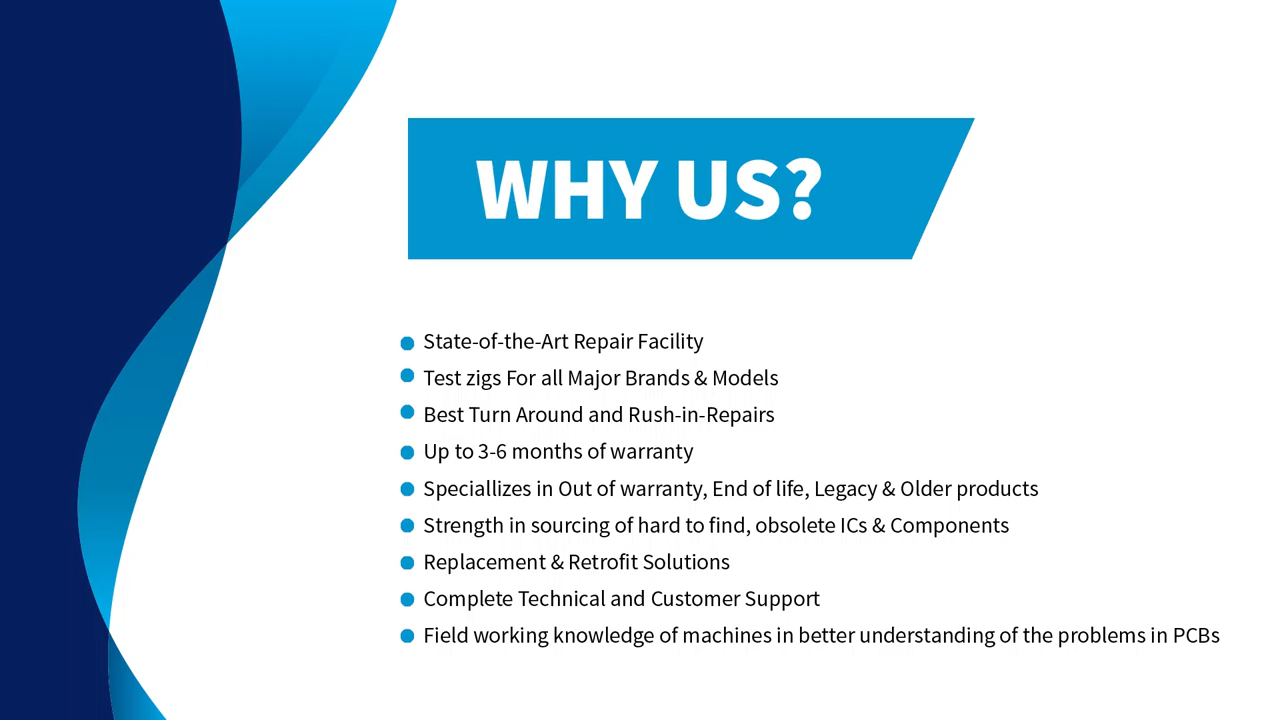 WHY US?
State-of-the-Art Repair Facility
Test zigs For all Major Brands & Models
Best Turn Around and Rush-in-Repairs
Up to 3-6 months of warranty
Speciallizes in Out of warranty, End of life, Legacy & Older products
Strength in sourcing of hard to find, obsolete ICs & Components
Replacement & Retrofit Solutions
Complete Technical and Customer Support
Field working knowledge of machines in better understanding of the problems in PCBs